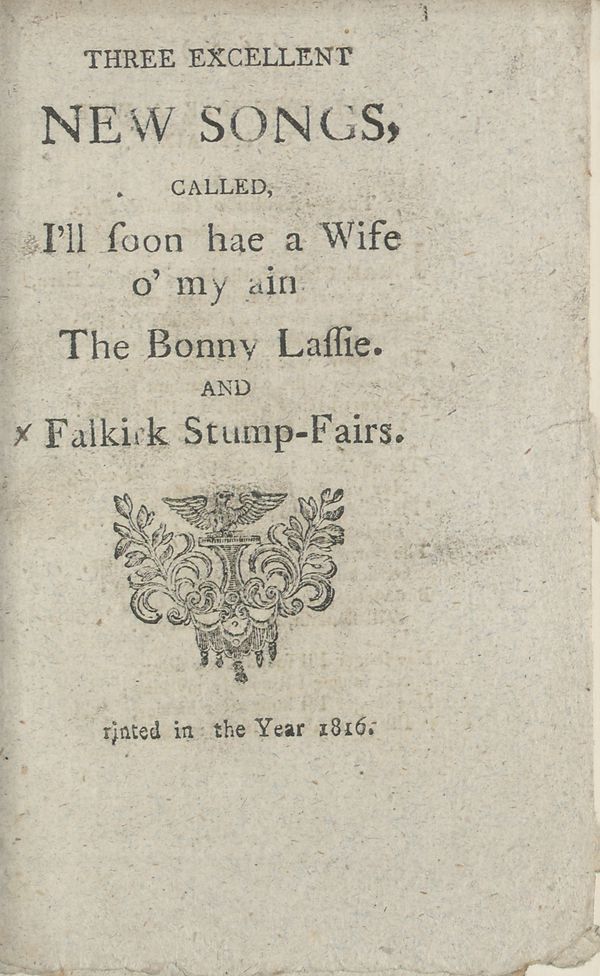 THREE EXCELLENT
NEW SONGS,
CALLED,
I'll ſoon hae a Wife
o' my ain
The Bonny Laſſie.
AND
Falkirk Stump-Fairs.
rinted in the Year 1816.